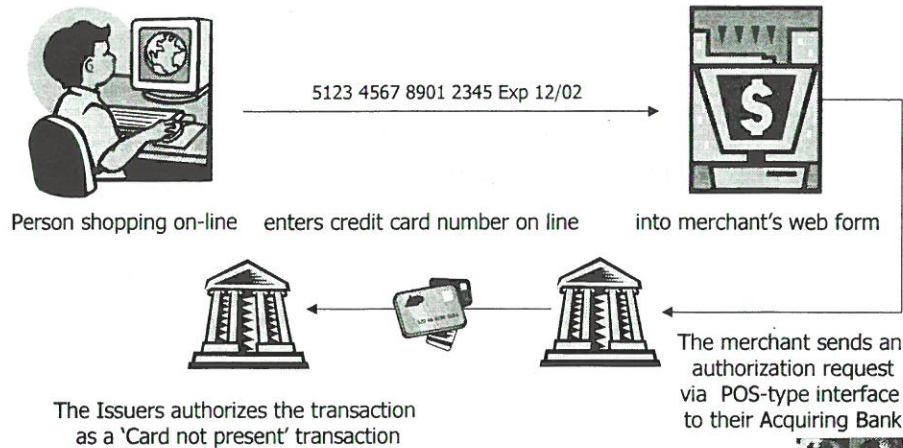 5123 4567 8901 2345 Exp 12/02
Person shopping on-line
enters credit card number on line
into merchant's web form
The merchant sends an
authorization request
via POS-type interface
to their Acquiring Bank
The Issuers authorizes the transaction
as a 'Card not present' transaction